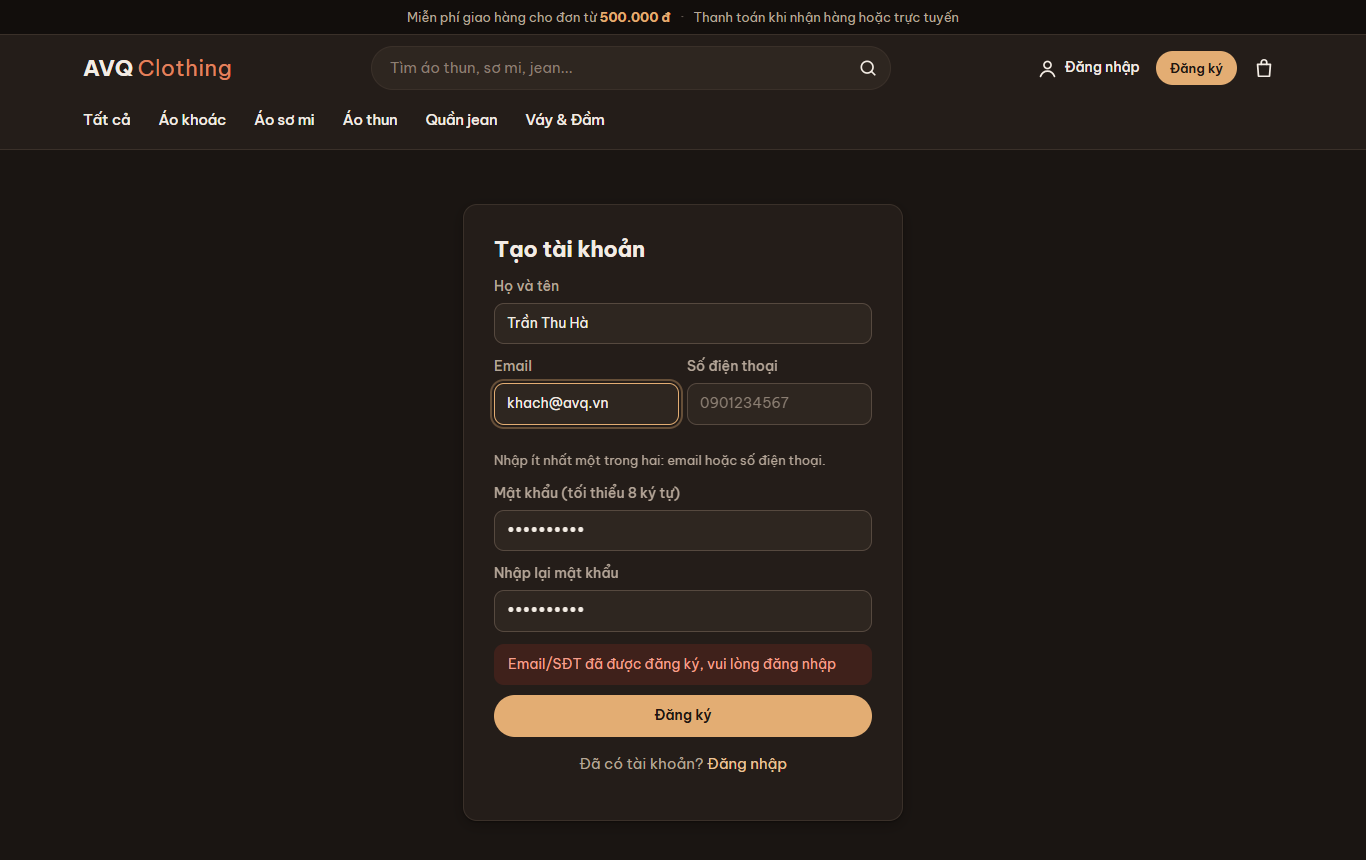 Miễn phí giao hàng cho đơn từ 500.000 đ · Thanh toán khi nhận hàng hoặc trực tuyến
AVQ Clothing
Tìm áo thun, sơ mi, jean...
Đăng nhập
Đăng ký
Tất cả Áo khoác Áo sơ mi Áo thun Quần jean Váy & Đầm
Tạo tài khoản
Họ và tên
Trần Thu Hà
Email Số điện thoại
khach@avq.vn 0901234567
Nhập ít nhất một trong hai: email hoặc số điện thoại.
Mật khẩu (tối thiểu 8 ký tự)
••••••••••
Nhập lại mật khẩu
••••••••••
Email/SĐT đã được đăng ký, vui lòng đăng nhập
Đăng ký
Đã có tài khoản? Đăng nhập